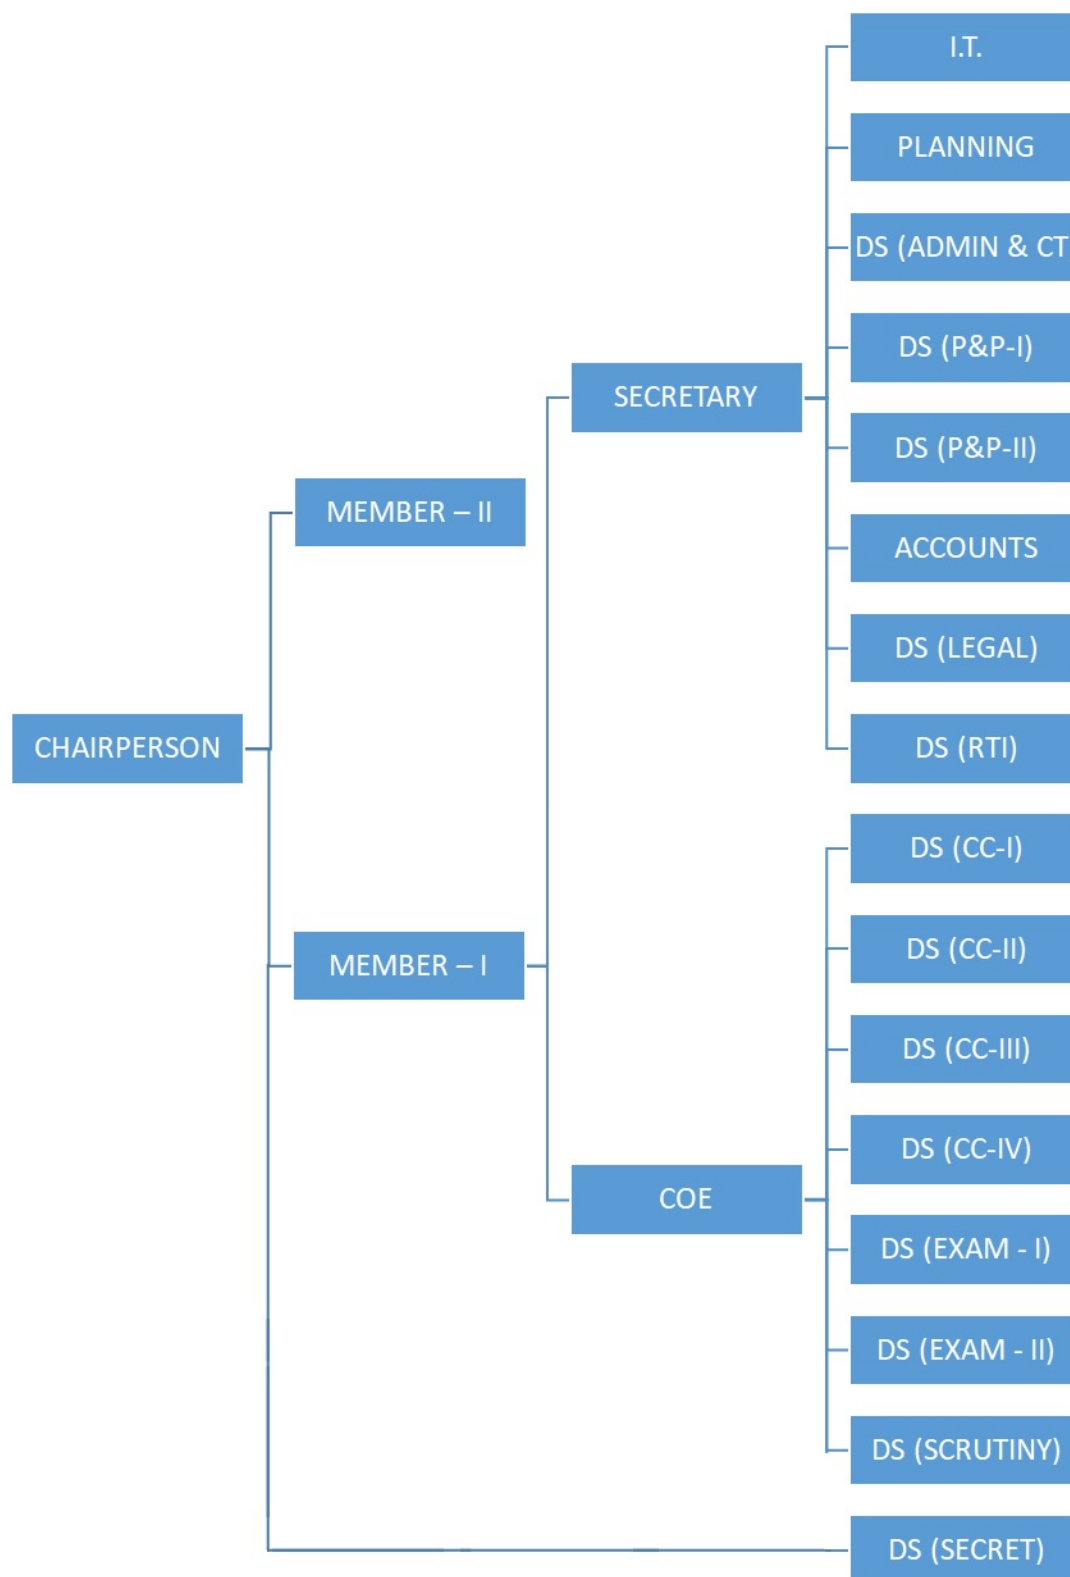 I.T.
PLANNING
DS (ADMIN & CT
DS (P&P-I)
SECRETARY
DS (P&P-II)
MEMBER – II
ACCOUNTS
DS (LEGAL)
CHAIRPERSON
DS (RTI)
DS (CC-I)
DS (CC-II)
MEMBER – I
DS (CC-III)
DS (CC-IV)
COE
DS (EXAM - I)
DS (EXAM - II)
DS (SCRUTINY)
DS (SECRET)